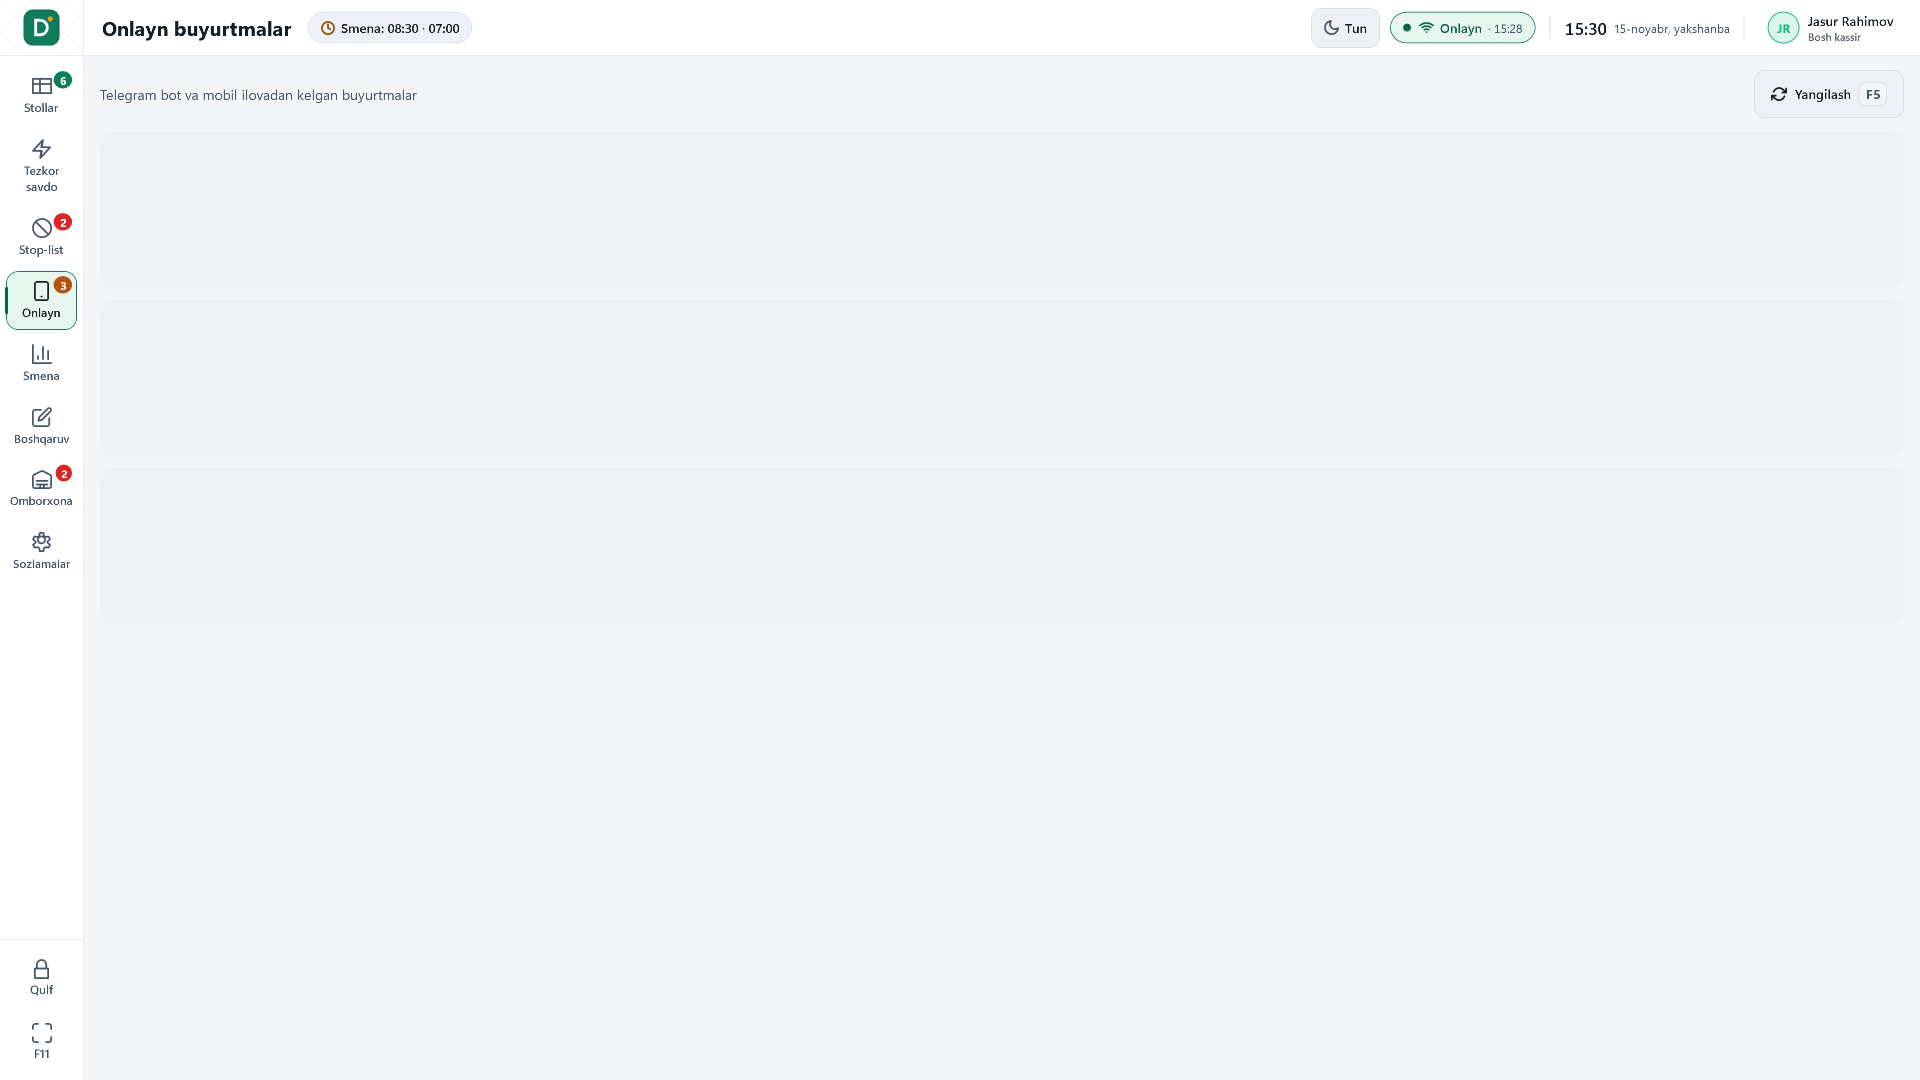 D
Onlayn buyurtmalar
Smena: 08:30 · 07:00
Tun
Onlayn · 15:28
15:30 15-noyabr, yakshanba
JR
Jasur Rahimov
Bosh kassir
6
Stollar
Tezkor
savdo
2
Stop-list
3
Onlayn
Smena
Boshqaruv
2
Omborxona
Sozlamalar
Qulf
F11
Telegram bot va mobil ilovadan kelgan buyurtmalar
Yangilash F5